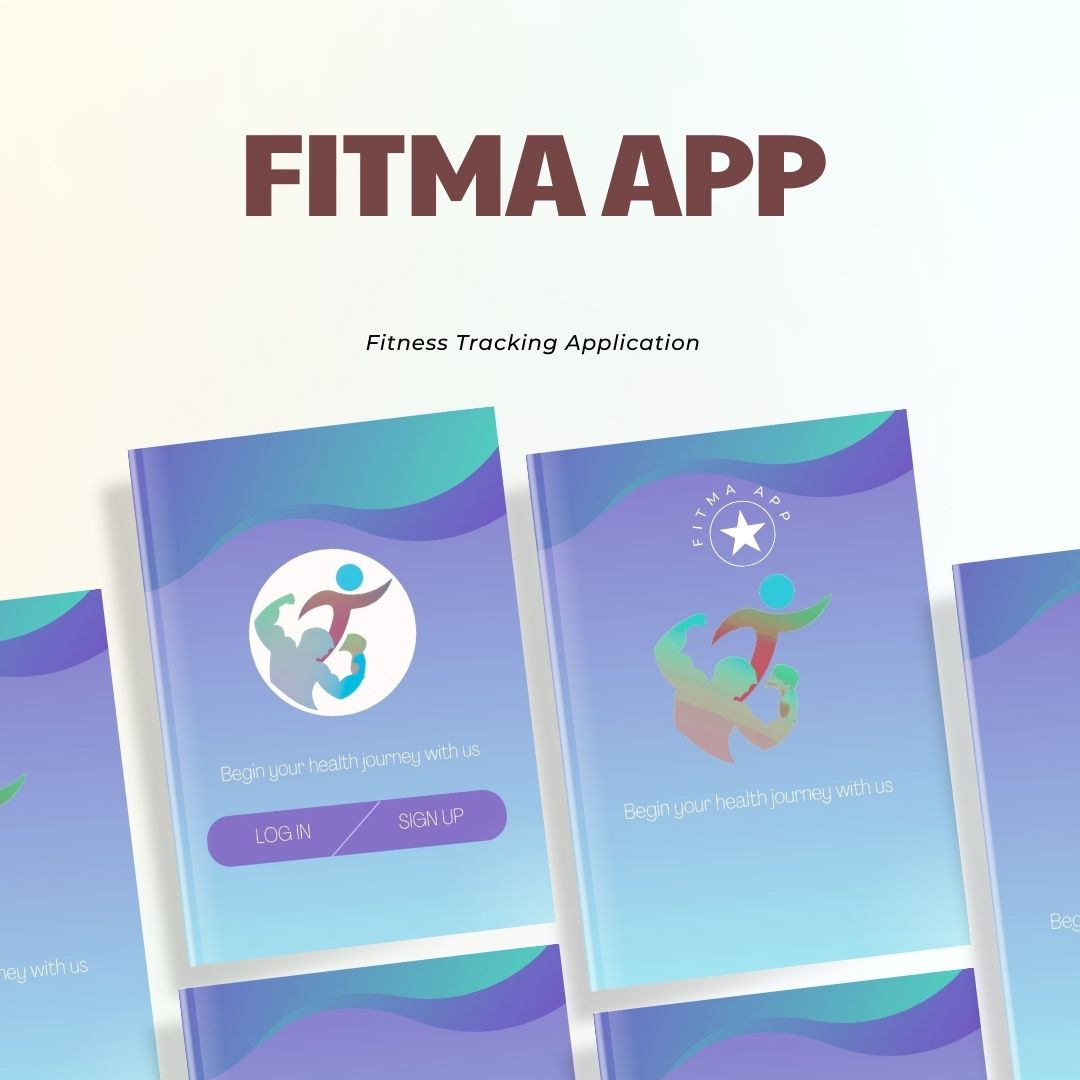 FITMA APP
Fitness Tracking Application
FITMA APP
Begin your health journey with us
LOG IN
SIGN UP
Begin your health journey with us
ney with us
Beg